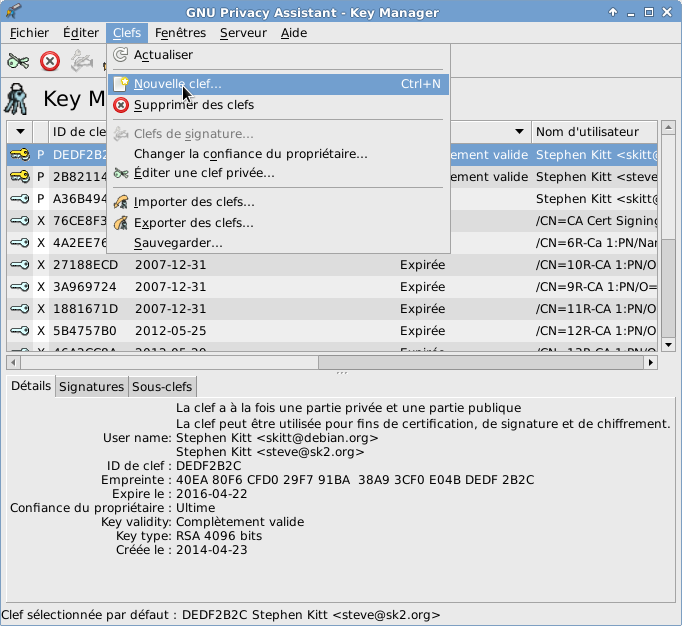 GNU Privacy Assistant - Key Manager
Fichier Éditer Clefs Fenêtres Serveur Aide
Actualiser
Nouvelle clef... Ctrl+N
Supprimer des clefs
Clefs de signature...
Changer la confiance du propriétaire...
Éditer une clef privée...
Importer des clefs...
Exporter des clefs...
Sauvegarder...
Key M
ID de cle Nom d'utilisateur
P DEDF2B2 ement valide Stephen Kitt <skitt@
P 2B82114 ement valide Stephen Kitt <steve
P A36B494 Stephen Kitt <skitt@
X 76CE8F3 /CN=CA Cert Signing
X 4A2EE76 /CN=6R-Ca 1:PN/Nar
X 27188ECD 2007-12-31 Expirée /CN=10R-CA 1:PN/O
X 3A969724 2007-12-31 Expirée /CN=9R-CA 1:PN/O=
X 1881671D 2007-12-31 Expirée /CN=11R-CA 1:PN/O
X 5B4757B0 2012-05-25 Expirée /CN=12R-CA 1:PN/O
Détails Signatures Sous-clefs
La clef a à la fois une partie privée et une partie publique
La clef peut être utilisée pour fins de certification, de signature et de chiffrement.
User name: Stephen Kitt <skitt@debian.org>
Stephen Kitt <steve@sk2.org>
ID de clef : DEDF2B2C
Empreinte : 40EA 80F6 CFD0 29F7 91BA 38A9 3CF0 E04B DEDF 2B2C
Expire le : 2016-04-22
Confiance du propriétaire : Ultime
Key validity: Complètement valide
Key type: RSA 4096 bits
Créée le : 2014-04-23
Clef sélectionnée par défaut : DEDF2B2C Stephen Kitt <steve@sk2.org>